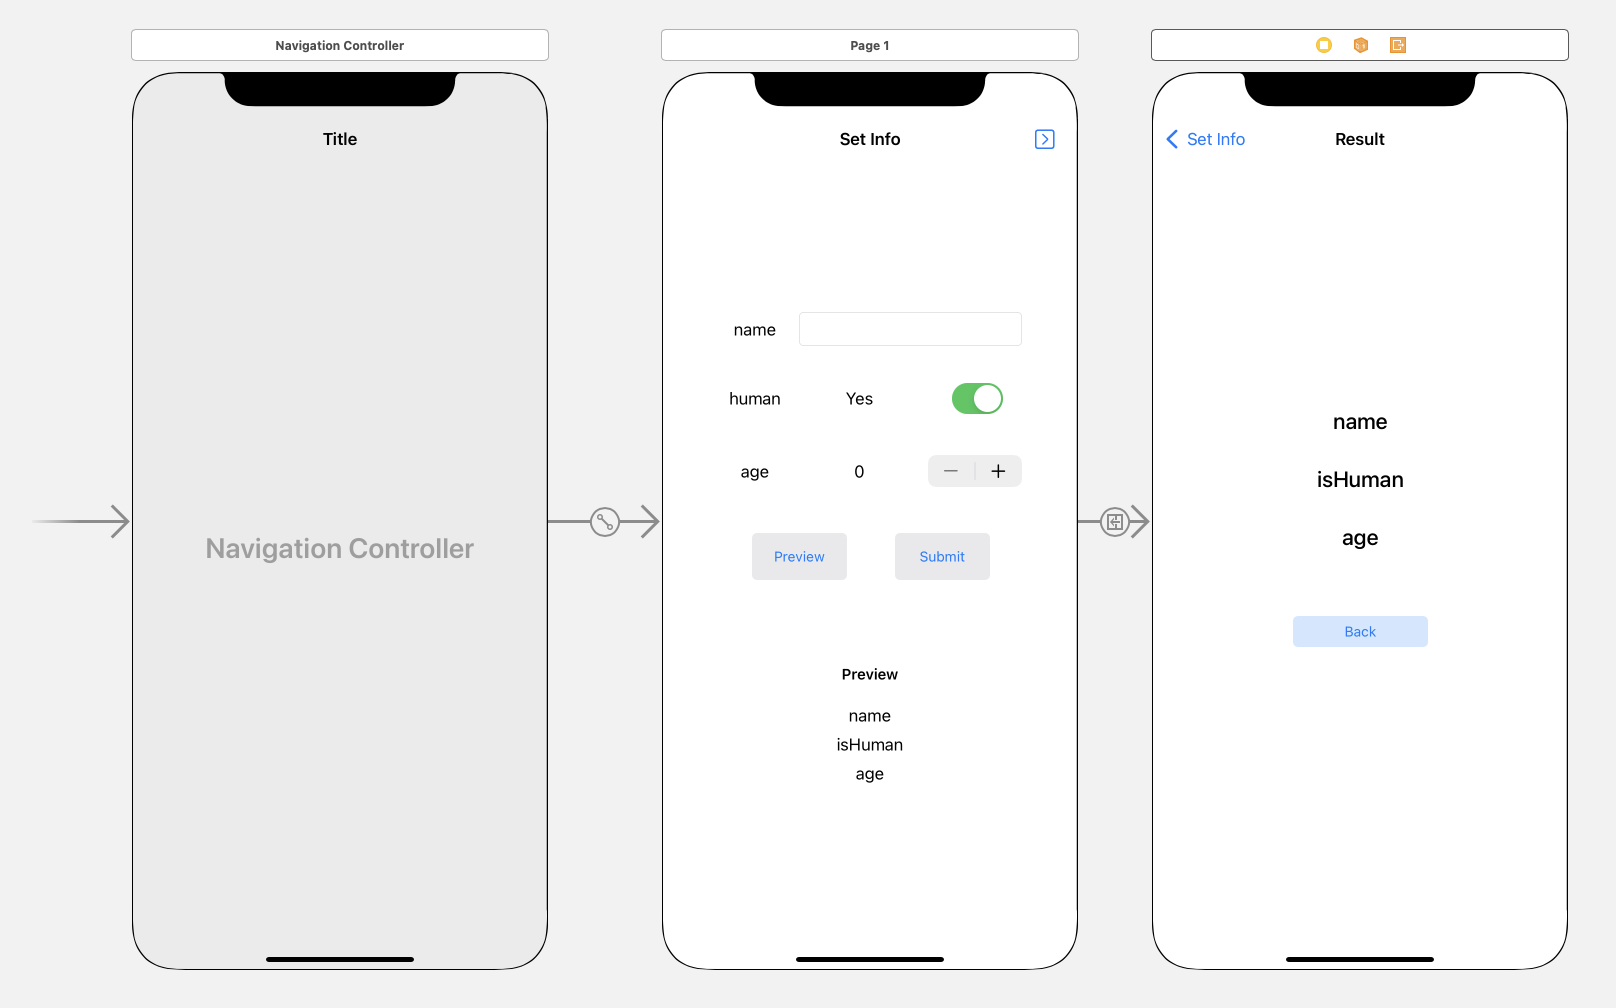 Navigation Controller
Title
Navigation Controller
Page 1
Set Info
name
human Yes
age 0
Preview Submit
Preview
name
isHuman
age
Set Info Result
name
isHuman
age
Back